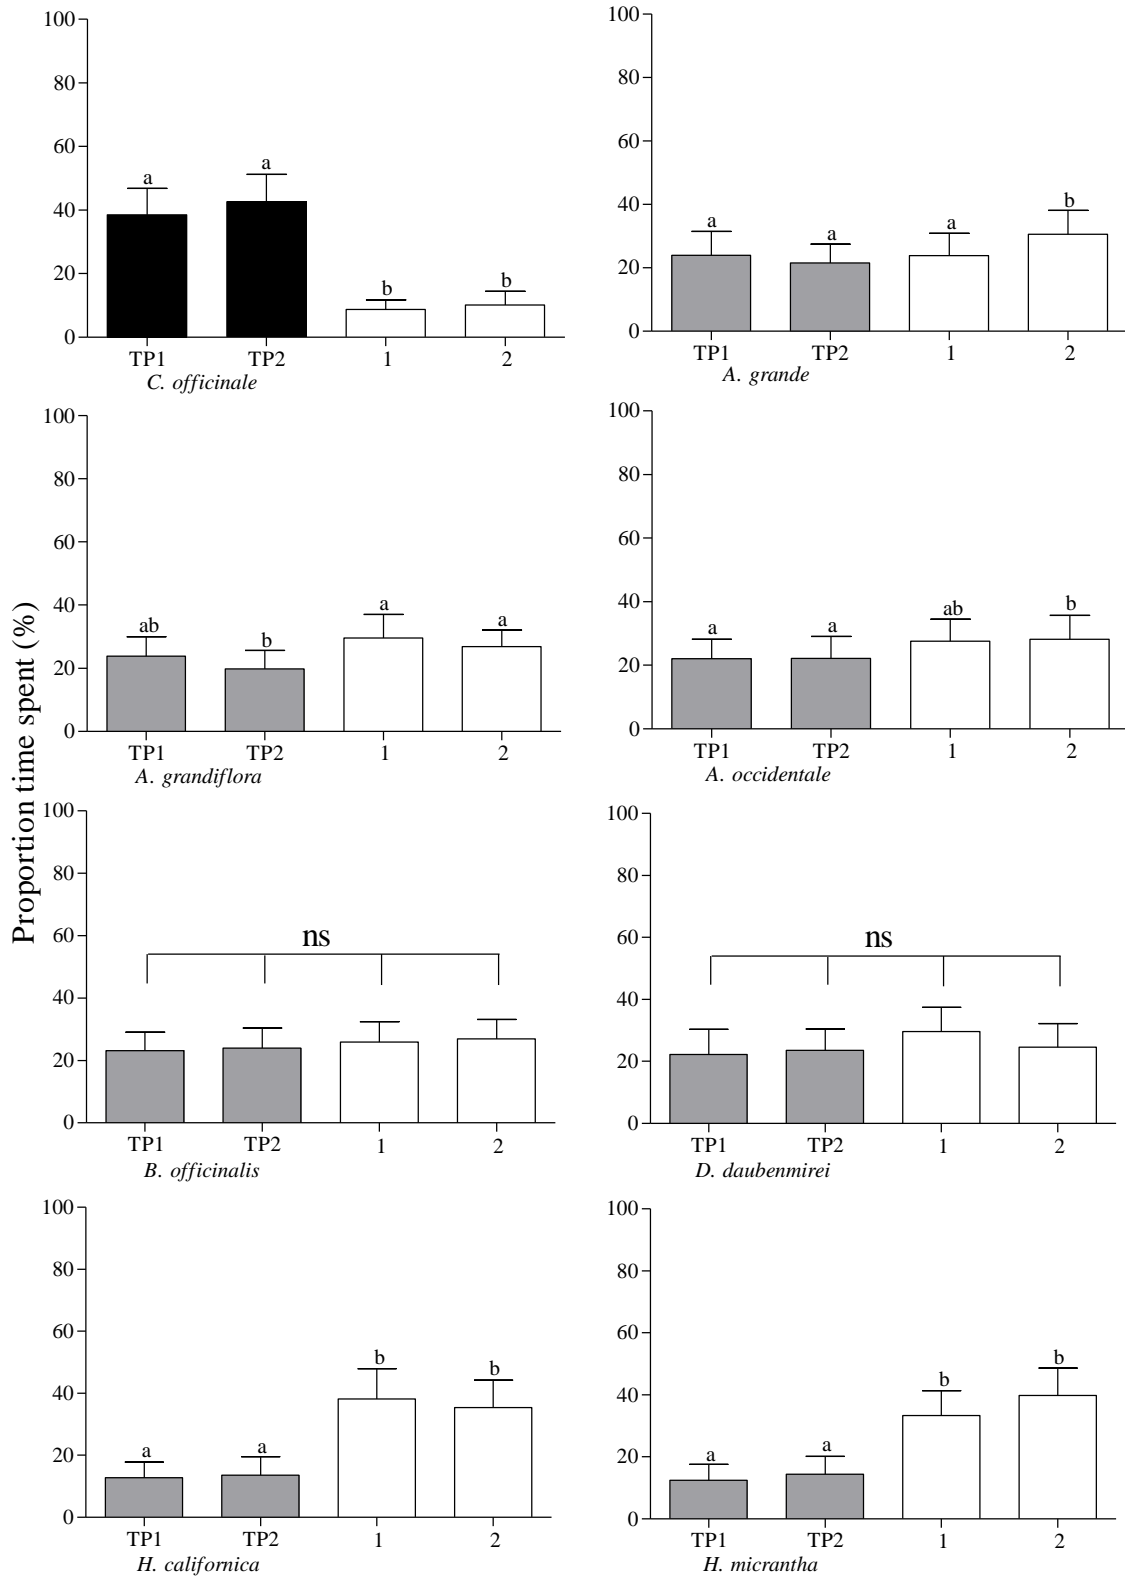 Proportion time spent (%)
100
80
60
40
20
0
a
a
b
b
TP1 TP2 1 2
C. officinale
100
80
60
40
20
0
a
a
a
b
TP1 TP2 1 2
A. grande
100
80
60
40
20
0
ab
b
a
a
TP1 TP2 1 2
A. grandiflora
100
80
60
40
20
0
a
a
ab
b
TP1 TP2 1 2
A. occidentale
100
80
60
40
20
0
ns
TP1 TP2 1 2
B. officinalis
100
80
60
40
20
0
ns
TP1 TP2 1 2
D. daubenmirei
100
80
60
40
20
0
a
a
b
b
TP1 TP2 1 2
H. californica
100
80
60
40
20
0
a
a
b
b
TP1 TP2 1 2
H. micrantha